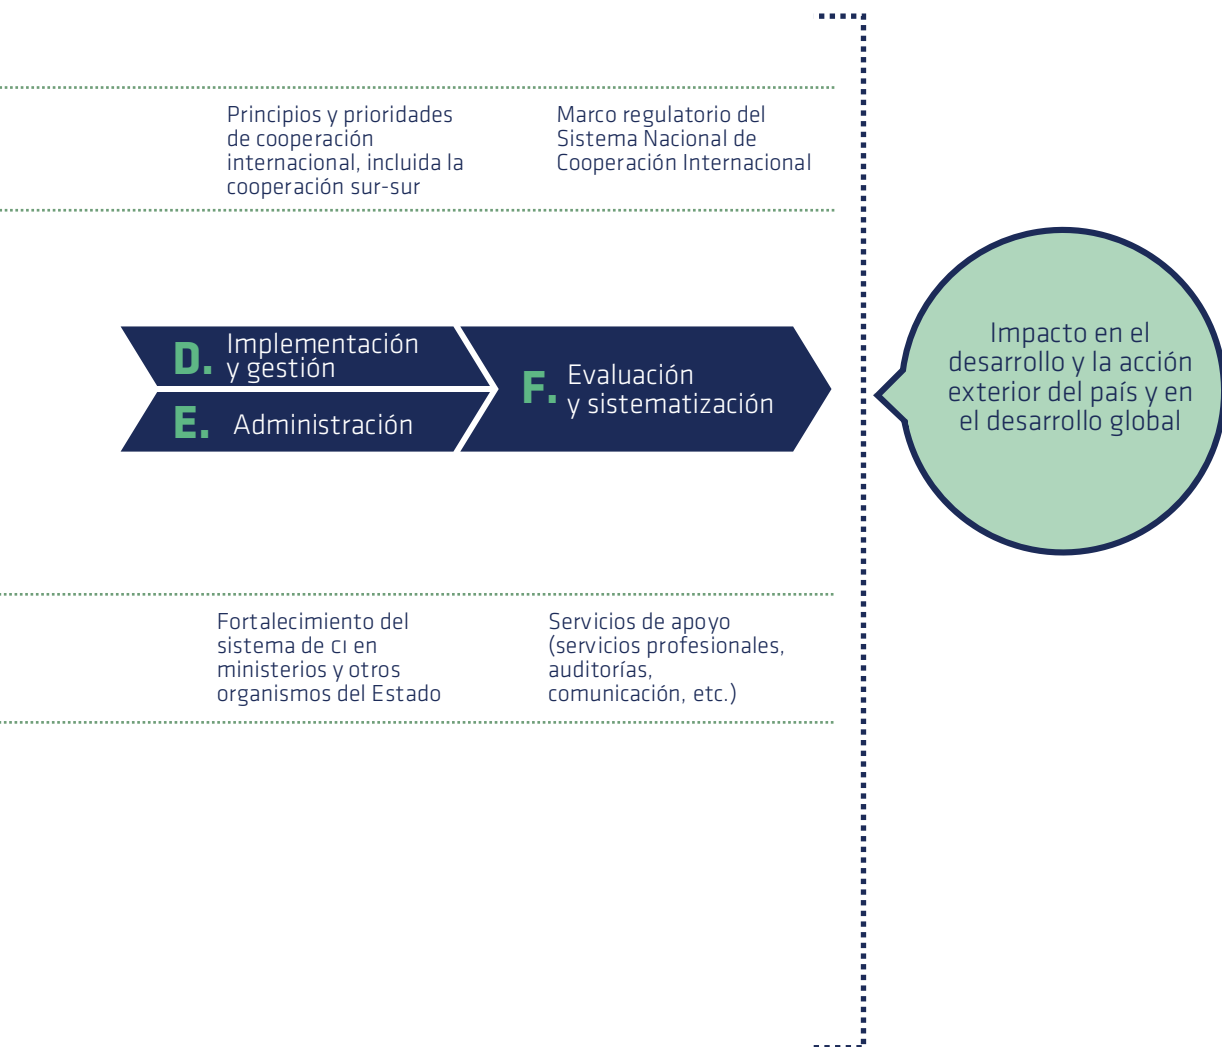 Principios y prioridades
de cooperación
internacional, incluida la
cooperación sur-sur
Marco regulatorio del
Sistema Nacional de
Cooperación Internacional
D. Implementación
y gestión
E. Administración
F. Evaluación
y sistematización
Impacto en el
desarrollo y la acción
exterior del país y en
el desarrollo global
Fortalecimiento del
sistema de CI en
ministerios y otros
organismos del Estado
Servicios de apoyo
(servicios profesionales,
auditorías,
comunicación, etc.)